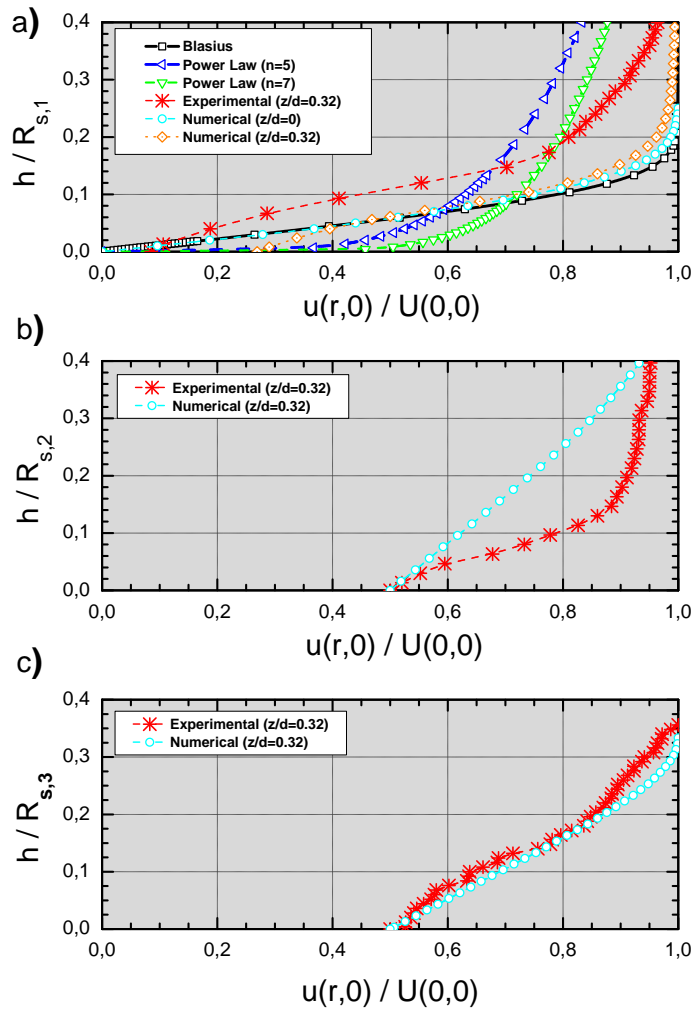 a)
0,4
0,3
0,2
0,1
0,0
h / R s,1
Blasius
Power Law (n=5)
Power Law (n=7)
Experimental (z/d=0.32)
Numerical (z/d=0)
Numerical (z/d=0.32)
0,0 0,2 0,4 0,6 0,8 1,0
u(r,0) / U(0,0)
b)
0,4
0,3
0,2
0,1
0,0
h / R s,2
Experimental (z/d=0.32)
Numerical (z/d=0.32)
0,0 0,2 0,4 0,6 0,8 1,0
u(r,0) / U(0,0)
c)
0,4
0,3
0,2
0,1
0,0
h / R s,3
Experimental (z/d=0.32)
Numerical (z/d=0.32)
0,0 0,2 0,4 0,6 0,8 1,0
u(r,0) / U(0,0)